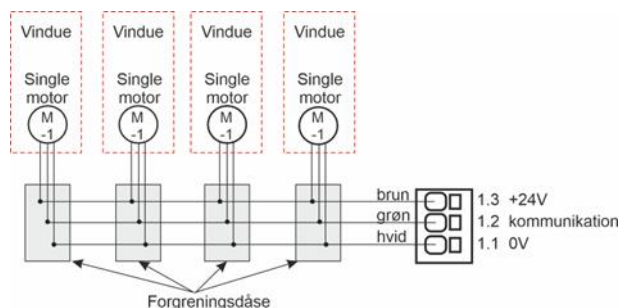 Vindue Vindue Vindue Vindue
Single Single Single Single
motor motor motor motor
M M M M
-1 -1 -1 -1
brun 1.3 +24V
grøn 1.2 kommunikation
hvid 1.1 0V
Forgreningsdåse